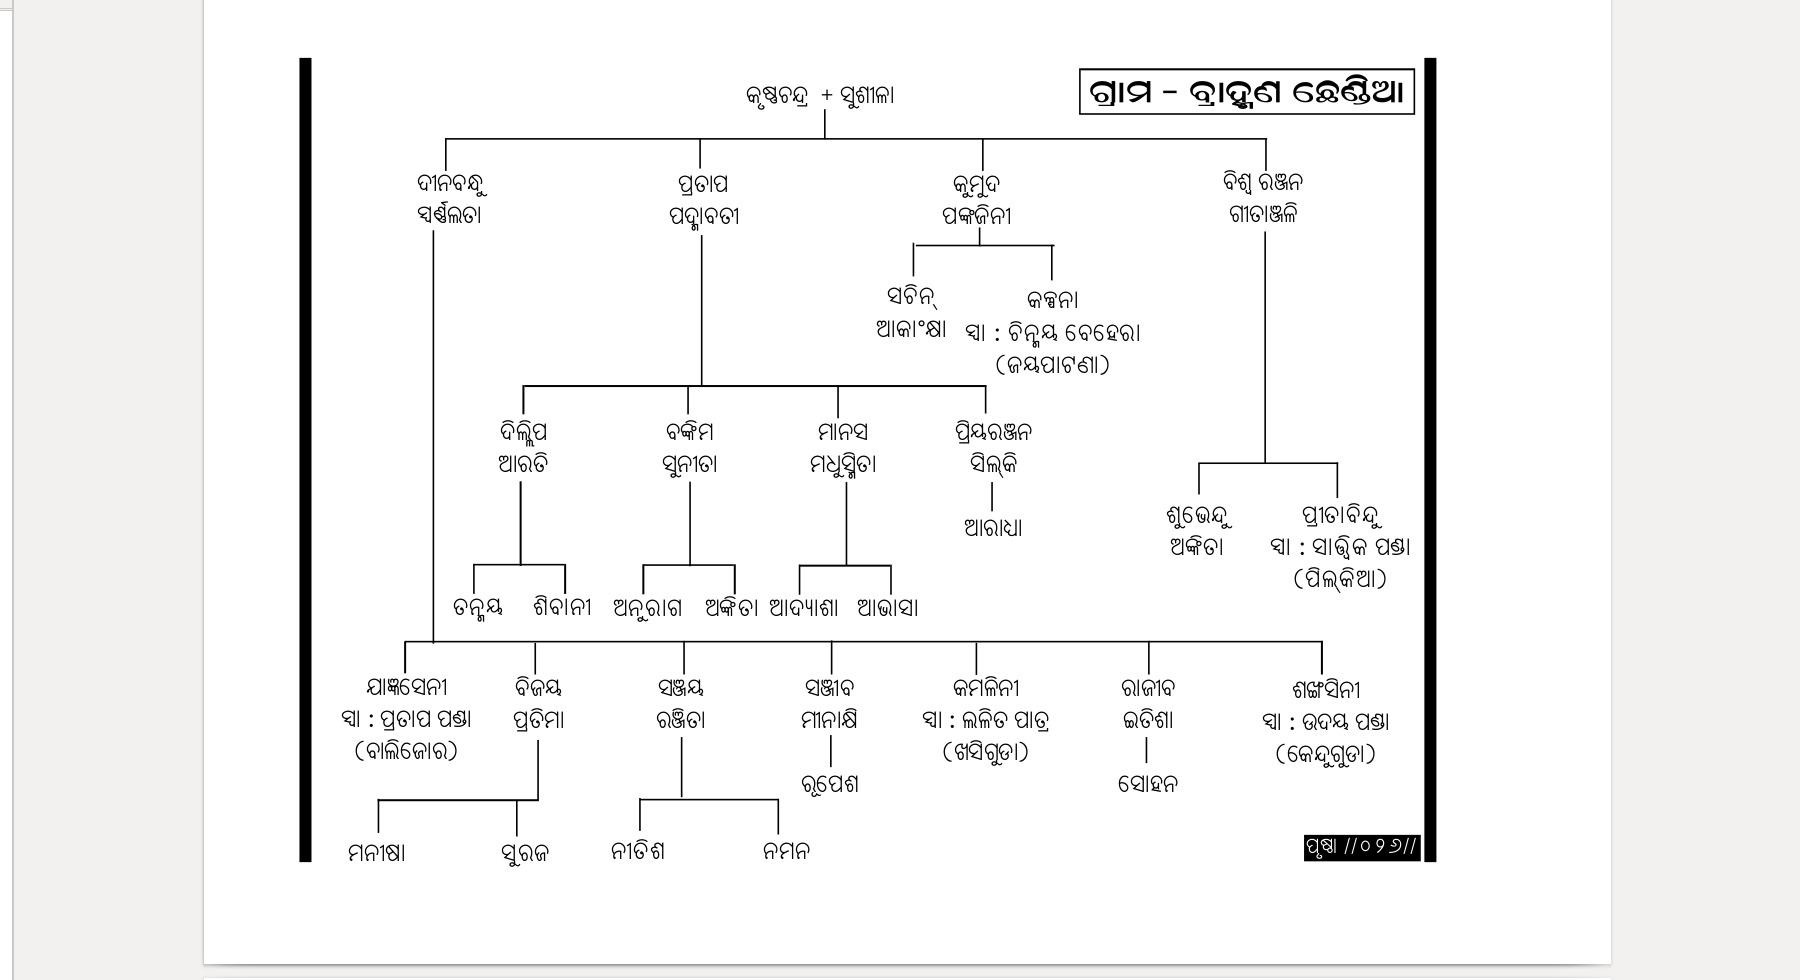 କୃଷ୍ଣଚନ୍ଦ୍ର + ସୁଶୀଳା
ଗ୍ରାମ - ବ୍ରାହ୍ମଣ ଛେଣ୍ଡିଆ
ଦୀନବନ୍ଧୁ
ସ୍ୱର୍ଣ୍ଣଲତା
ପ୍ରତାପ
ପଦ୍ମାବତୀ
କୁମୁଦ
ପଙ୍କଜିନୀ
ବିଶ୍ୱ ରଞ୍ଜନ
ଗୀତାଞ୍ଜଳି
ସଚିନ୍
ଆକାଂକ୍ଷା
କଳ୍ପନା
ସ୍ୱା : ଚିନ୍ମୟ ବେହେରା
(ଜୟପାଟଣା)
ଦିଲ୍ଲିପ
ଆରତି
ବଙ୍କିମ
ସୁନୀତା
ମାନସ
ମଧୁସ୍ମିତା
ପ୍ରିୟରଞ୍ଜନ
ସିଲ୍‌କି
ଆରାଧ୍ୟା
ଶୁଭେନ୍ଦୁ
ଅଙ୍କିତା
ପ୍ରୀତାବିନ୍ଦୁ
ସ୍ୱା : ସାତ୍ତ୍ୱିକ ପଣ୍ଡା
(ପିଲ୍‌କିଆ)
ତନ୍ମୟ
ଶିବାନୀ
ଅନୁରାଗ
ଅଙ୍କିତା
ଆଦ୍ୟାଶା
ଆଭାସା
ଯାଜ୍ଞସେନୀ
ସ୍ୱା : ପ୍ରତାପ ପଣ୍ଡା
(ବାଲିଜୋର)
ବିଜୟ
ପ୍ରତିମା
ସଞ୍ଜୟ
ରଞ୍ଜିତା
ସଞ୍ଜୀବ
ମୀନାକ୍ଷି
କମଳିନୀ
ସ୍ୱା : ଲଳିତ ପାତ୍ର
(ଖସିଗୁଡା)
ରାଜୀବ
ଇତିଶା
ଶଙ୍ଖସିନୀ
ସ୍ୱା : ଉଦୟ ପଣ୍ଡା
(କେନ୍ଦୁଗୁଡା)
ରୂପେଶ
ସୋହନ
ମନୀଷା
ସୁରଜ
ନୀତିଶ
ନମନ
ପୃଷ୍ଠା //୦୨୬//